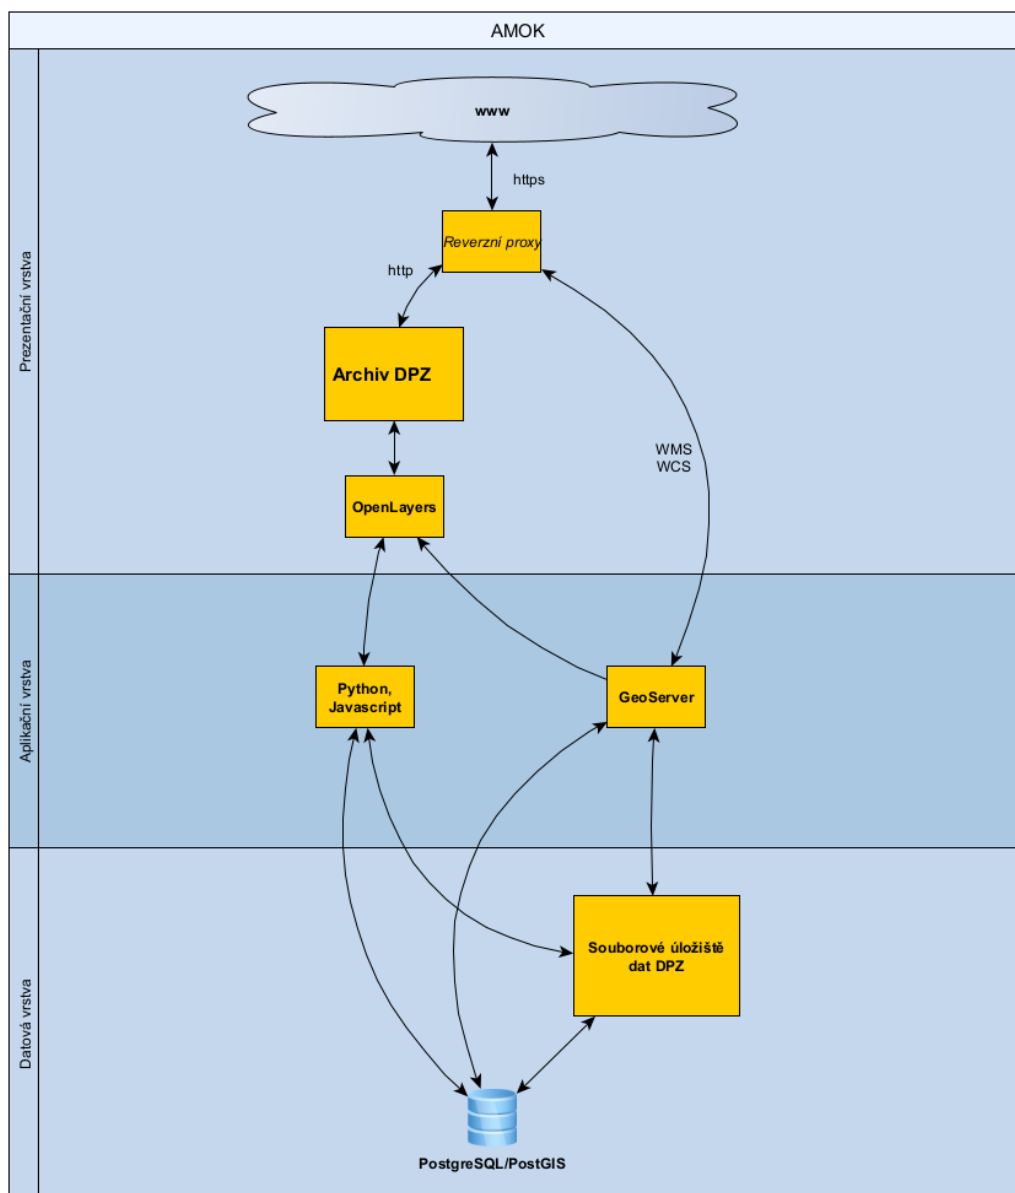 AMOK
Prezentační vrstva
www
https
Reverzní proxy
http
Archiv DPZ
WMS
WCS
OpenLayers
Aplikační vrstva
Python,
Javascript
GeoServer
Datová vrstva
Souborové úložiště
dat DPZ
PostgreSQL/PostGIS